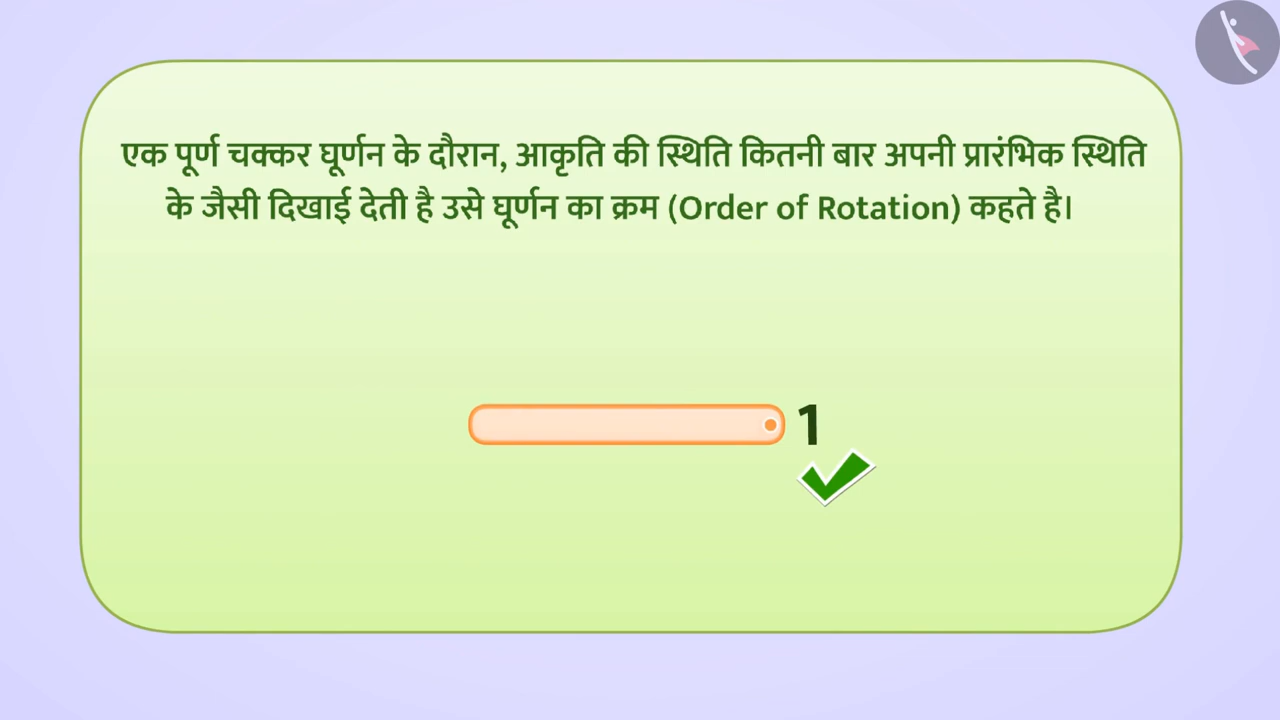 एक पूर्ण चक्कर घूर्णन के दौरान, आकृति की स्थिति कितनी बार अपनी प्रारंभिक स्थिति
के जैसी दिखाई देती है उसे घूर्णन का क्रम (Order of Rotation) कहते है।
1